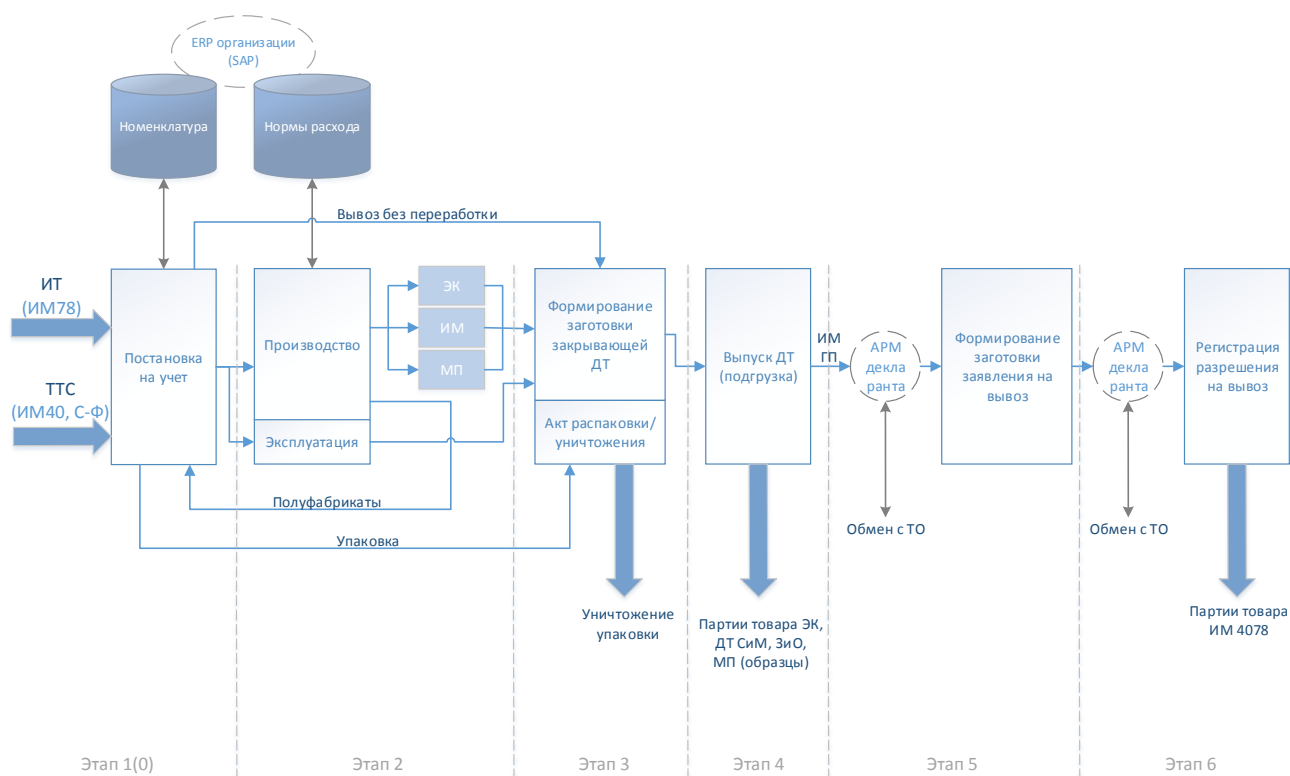 ERP организации
(SAP)
Номенклатура
Нормы расхода
Вывоз без переработки
ИТ
(ИМ78)
ТТС
(ИМ40, С-Ф)
Постановка
на учет
Производство
Эксплуатация
ЭК
ИМ
МП
Формирование
заготовки
закрывающей
ДТ
Акт распаковки/
уничтожения
Выпуск ДТ
(подгрузка)
ИМ
ГП
АРМ
декла
ранта
Формирование
заготовки
заявления на
вывоз
АРМ
декла
ранта
Регистрация
разрешения
на вывоз
Полуфабрикаты
Упаковка
Обмен с ТО
Обмен с ТО
Уничтожение
упаковки
Партии товара ЭК,
ДТ СиМ, ЗиО,
МП (образцы)
Партии товара
ИМ 4078
Этап 1(0)
Этап 2
Этап 3
Этап 4
Этап 5
Этап 6